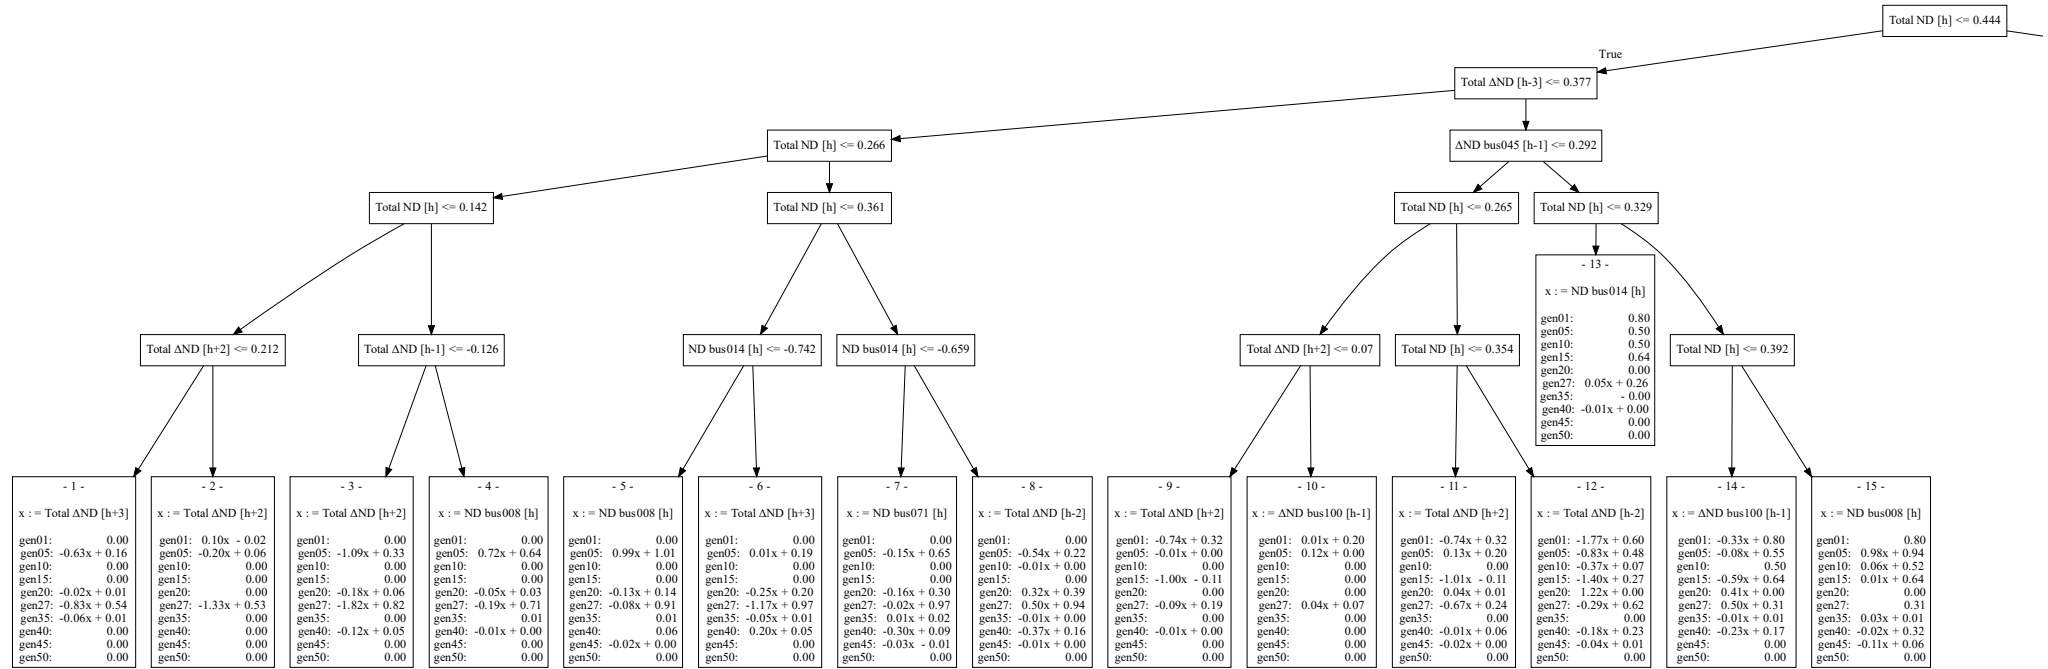 Total ND [h] <= 0.444
True
Total ΔND [h-3] <= 0.377
Total ND [h] <= 0.266
ΔND bus045 [h-1] <= 0.292
Total ND [h] <= 0.142
Total ND [h] <= 0.361
Total ND [h] <= 0.265
Total ND [h] <= 0.329
- 13 -
x : = ND bus014 [h]
gen01: 0.80
gen05: 0.50
gen10: 0.50
gen15: 0.64
gen20: 0.00
gen27: 0.05x + 0.26
gen35: - 0.00
gen40: -0.01x + 0.00
gen45: 0.00
gen50: 0.00
Total ΔND [h+2] <= 0.212
Total ΔND [h-1] <= -0.126
ND bus014 [h] <= -0.742
ND bus014 [h] <= -0.659
Total ΔND [h+2] <= 0.07
Total ND [h] <= 0.354
Total ND [h] <= 0.392
- 1 -
x : = Total ΔND [h+3]
gen01: 0.00
gen05: -0.63x + 0.16
gen10: 0.00
gen15: 0.00
gen20: -0.02x + 0.01
gen27: -0.83x + 0.54
gen35: -0.06x + 0.01
gen40: 0.00
gen45: 0.00
gen50: 0.00
- 2 -
x : = Total ΔND [h+2]
gen01: 0.10x - 0.02
gen05: -0.20x + 0.06
gen10: 0.00
gen15: 0.00
gen20: 0.00
gen27: -1.33x + 0.53
gen35: 0.00
gen40: 0.00
gen45: 0.00
gen50: 0.00
- 3 -
x : = Total ΔND [h+2]
gen01: 0.00
gen05: -1.09x + 0.33
gen10: 0.00
gen15: 0.00
gen20: -0.18x + 0.06
gen27: -1.82x + 0.82
gen35: 0.00
gen40: -0.12x + 0.05
gen45: 0.00
gen50: 0.00
- 4 -
x : = ND bus008 [h]
gen01: 0.00
gen05: 0.72x + 0.64
gen10: 0.00
gen15: 0.00
gen20: -0.05x + 0.03
gen27: -0.19x + 0.71
gen35: 0.01
gen40: -0.01x + 0.00
gen45: 0.00
gen50: 0.00
- 5 -
x : = ND bus008 [h]
gen01: 0.00
gen05: 0.99x + 1.01
gen10: 0.00
gen15: 0.00
gen20: -0.13x + 0.14
gen27: -0.08x + 0.91
gen35: 0.01
gen40: 0.06
gen45: -0.02x + 0.00
gen50: 0.00
- 6 -
x : = Total ΔND [h+3]
gen01: 0.00
gen05: 0.01x + 0.19
gen10: 0.00
gen15: 0.00
gen20: -0.25x + 0.20
gen27: -1.17x + 0.97
gen35: -0.05x + 0.01
gen40: 0.20x + 0.05
gen45: 0.00
gen50: 0.00
- 7 -
x : = ND bus071 [h]
gen01: 0.00
gen05: -0.15x + 0.65
gen10: 0.00
gen15: 0.00
gen20: -0.16x + 0.30
gen27: -0.02x + 0.97
gen35: 0.01x + 0.02
gen40: -0.30x + 0.09
gen45: -0.03x - 0.01
gen50: 0.00
- 8 -
x : = Total ΔND [h-2]
gen01: 0.00
gen05: -0.54x + 0.22
gen10: -0.01x + 0.00
gen15: 0.00
gen20: 0.32x + 0.39
gen27: 0.50x + 0.94
gen35: -0.01x + 0.00
gen40: -0.37x + 0.16
gen45: -0.01x + 0.00
gen50: 0.00
- 9 -
x : = Total ΔND [h+2]
gen01: -0.74x + 0.32
gen05: -0.01x + 0.00
gen10: 0.00
gen15: -1.00x - 0.11
gen20: 0.00
gen27: -0.09x + 0.19
gen35: 0.00
gen40: -0.01x + 0.00
gen45: 0.00
gen50: 0.00
- 10 -
x : = ΔND bus100 [h-1]
gen01: 0.01x + 0.20
gen05: 0.12x + 0.00
gen10: 0.00
gen15: 0.00
gen20: 0.00
gen27: 0.04x + 0.07
gen35: 0.00
gen40: 0.00
gen45: 0.00
gen50: 0.00
- 11 -
x : = Total ΔND [h+2]
gen01: -0.74x + 0.32
gen05: 0.13x + 0.20
gen10: 0.00
gen15: -1.01x - 0.11
gen20: 0.04x + 0.01
gen27: -0.67x + 0.24
gen35: 0.00
gen40: -0.01x + 0.06
gen45: -0.02x + 0.00
gen50: 0.00
- 12 -
x : = Total ΔND [h-2]
gen01: -1.77x + 0.60
gen05: -0.83x + 0.48
gen10: -0.37x + 0.07
gen15: -1.40x + 0.27
gen20: 1.22x + 0.00
gen27: -0.29x + 0.62
gen35: 0.00
gen40: -0.18x + 0.23
gen45: -0.04x + 0.01
gen50: 0.00
- 14 -
x : = ΔND bus100 [h-1]
gen01: -0.33x + 0.80
gen05: -0.08x + 0.55
gen10: 0.50
gen15: -0.59x + 0.64
gen20: 0.41x + 0.00
gen27: 0.50x + 0.31
gen35: -0.01x + 0.01
gen40: -0.23x + 0.17
gen45: 0.00
gen50: 0.00
- 15 -
x : = ND bus008 [h]
gen01: 0.80
gen05: 0.98x + 0.94
gen10: 0.06x + 0.52
gen15: 0.01x + 0.64
gen20: 0.00
gen27: 0.31
gen35: 0.03x + 0.01
gen40: -0.02x + 0.32
gen45: -0.11x + 0.06
gen50: 0.00